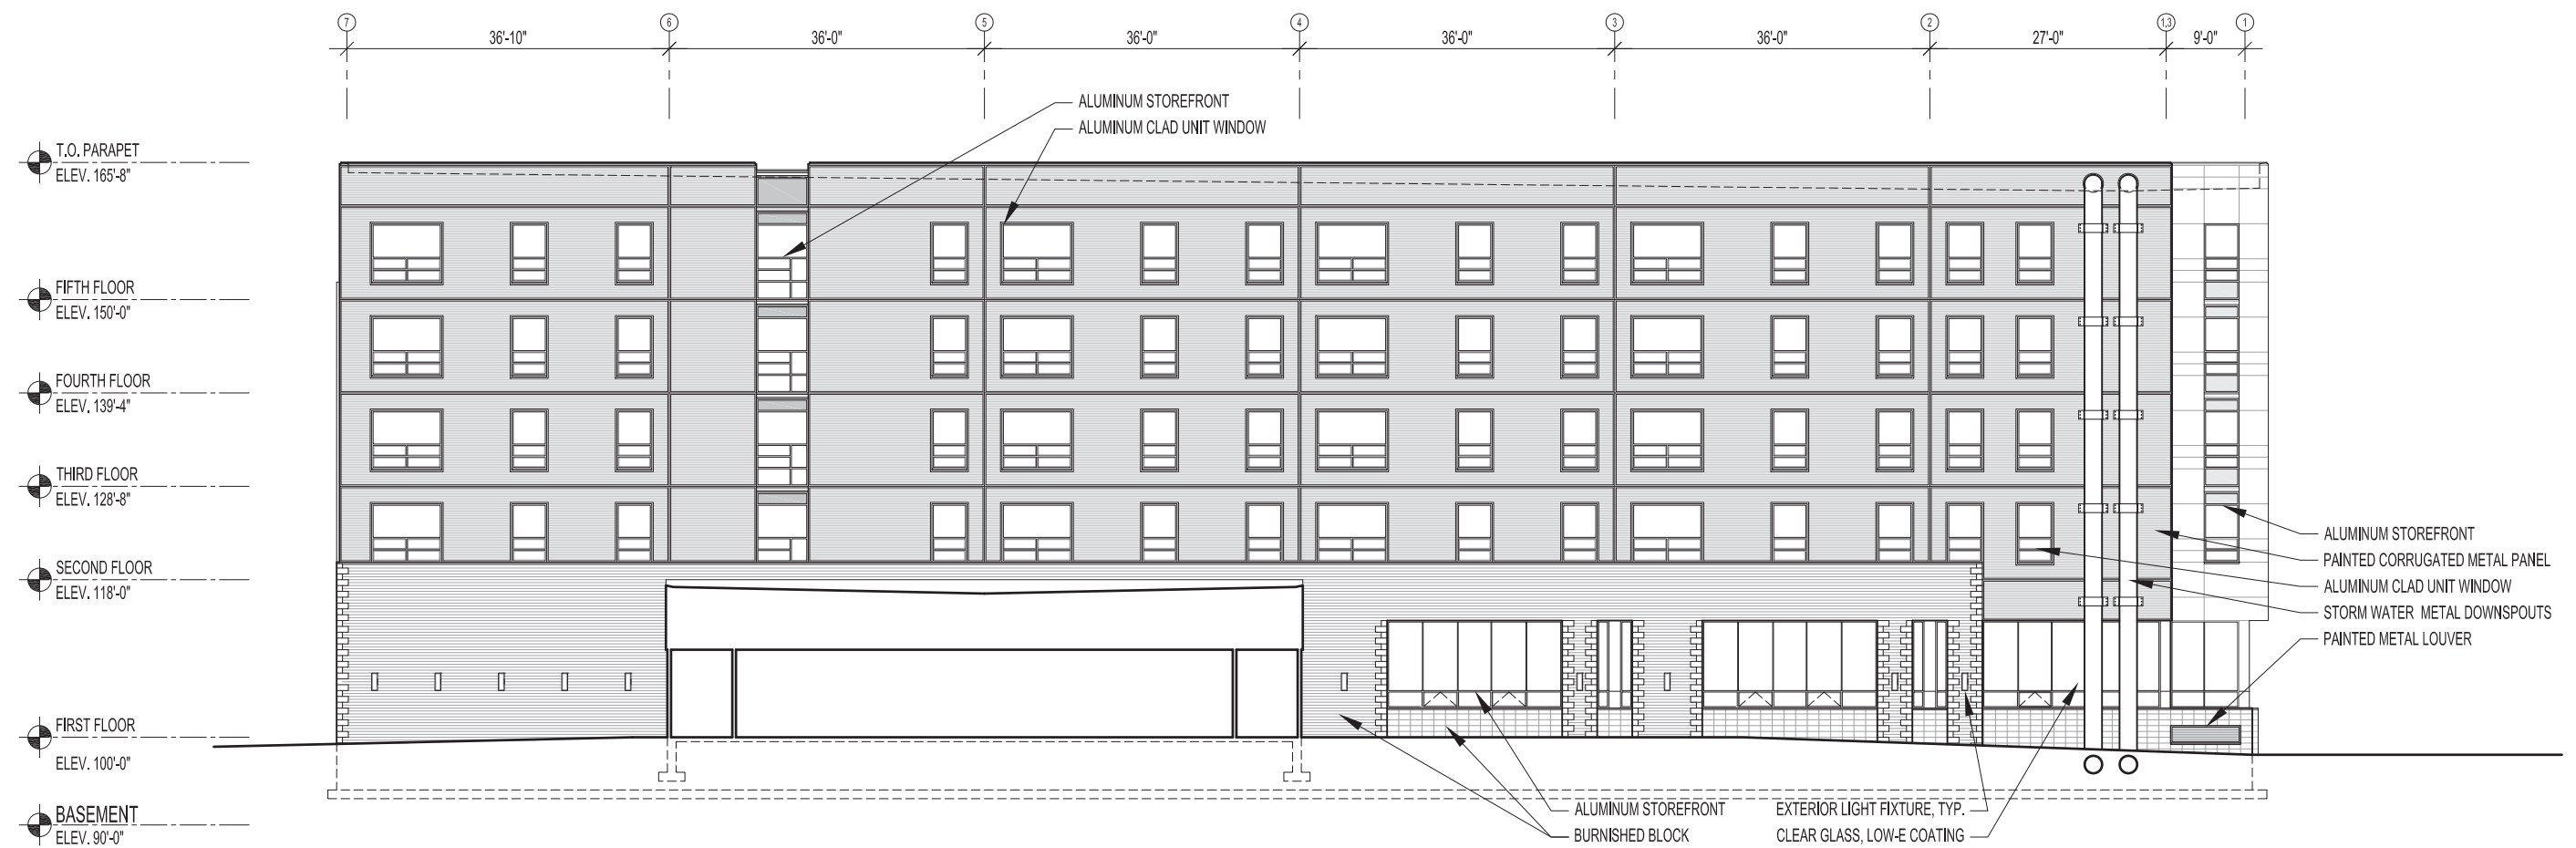 7 6 5 4 3 2 1.3 1
36'-10" 36'-0" 36'-0" 36'-0" 36'-0" 27'-0" 9'-0"
ALUMINUM STOREFRONT
ALUMINUM CLAD UNIT WINDOW
T.O. PARAPET
ELEV. 165'-8"
FIFTH FLOOR
ELEV. 150'-0"
FOURTH FLOOR
ELEV. 139'-4"
THIRD FLOOR
ELEV. 128'-8"
SECOND FLOOR
ELEV. 118'-0"
FIRST FLOOR
ELEV. 100'-0"
BASEMENT
ELEV. 90'-0"
ALUMINUM STOREFRONT
PAINTED CORRUGATED METAL PANEL
ALUMINUM CLAD UNIT WINDOW
STORM WATER METAL DOWNSPOUTS
PAINTED METAL LOUVER
ALUMINUM STOREFRONT
BURNISHED BLOCK
EXTERIOR LIGHT FIXTURE, TYP.
CLEAR GLASS, LOW-E COATING